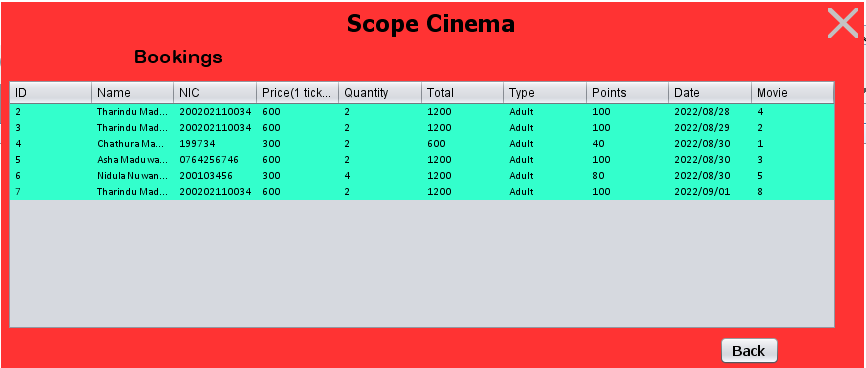 Scope Cinema
Bookings
ID Name NIC Price(1 tick... Quantity Total Type Points Date Movie
2 Tharindu Mad... 200202110034 600 2 1200 Adult 100 2022/08/28 4
3 Tharindu Mad... 200202110034 600 2 1200 Adult 100 2022/08/29 2
4 Chathura Ma... 199734 300 2 600 Adult 40 2022/08/30 1
5 Asha Maduwa... 0764256746 600 2 1200 Adult 100 2022/08/30 3
6 Nidula Nuwan... 200103456 300 4 1200 Adult 80 2022/08/30 5
7 Tharindu Mad... 200202110034 600 2 1200 Adult 100 2022/09/01 8
Back